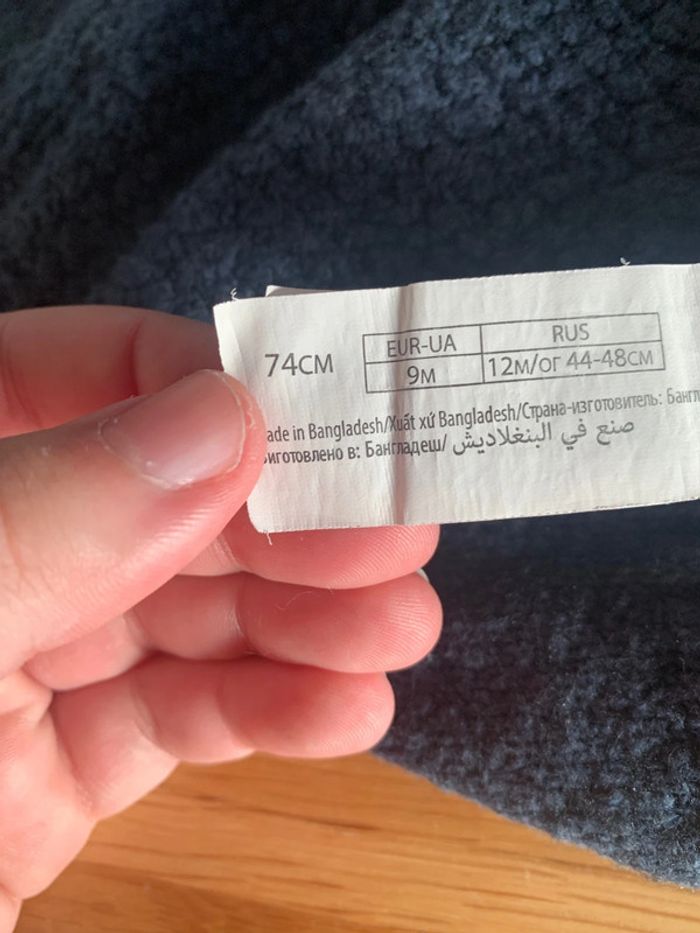 74CM
EUR-UA RUS
9M 12M/ОГ 44-48CM
ade in Bangladesh/Xuất xứ Bangladesh/Страна-изготовитель: Бангл
иготовлено в: Бангладеш/ صنع في البنغلاديش